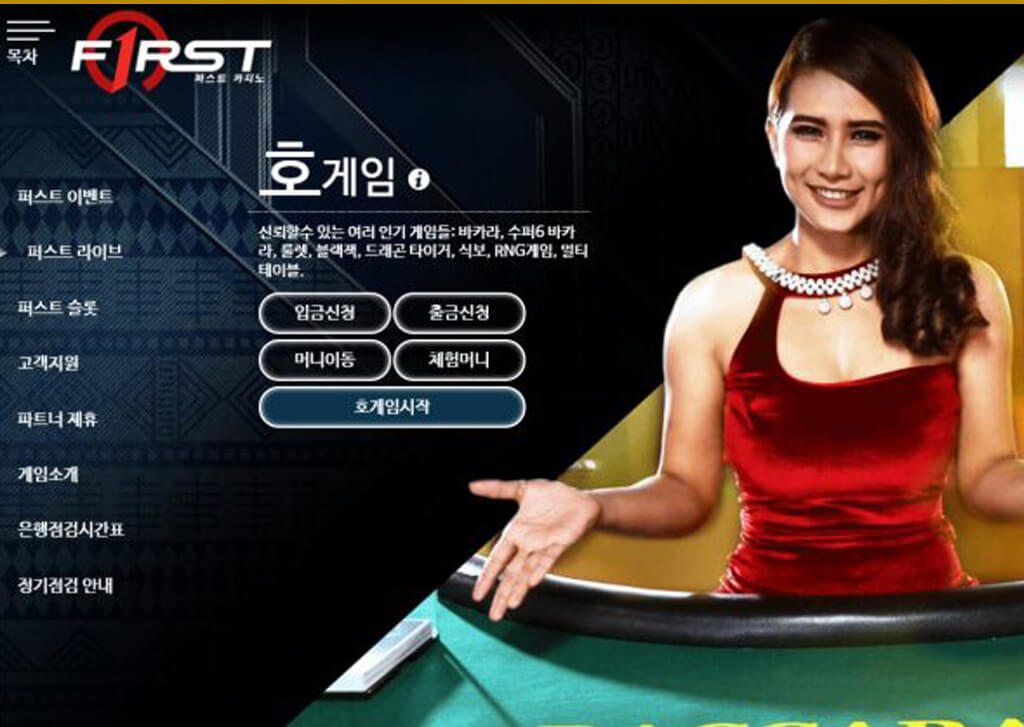 목차
F1RST
퍼스트 카지노
호게임
퍼스트 이벤트
신뢰할수 있는 여러 인기 게임들: 바카라, 수퍼6 바카
라, 룰렛, 블랙잭, 드래곤 타이거, 식보, RNG게임, 멀티
테이블.
퍼스트 라이브
퍼스트 슬롯
입금신청
출금신청
고객지원
머니이동
체험머니
호게임시작
파트너 제휴
게임소개
은행점검시간표
정기점검 안내